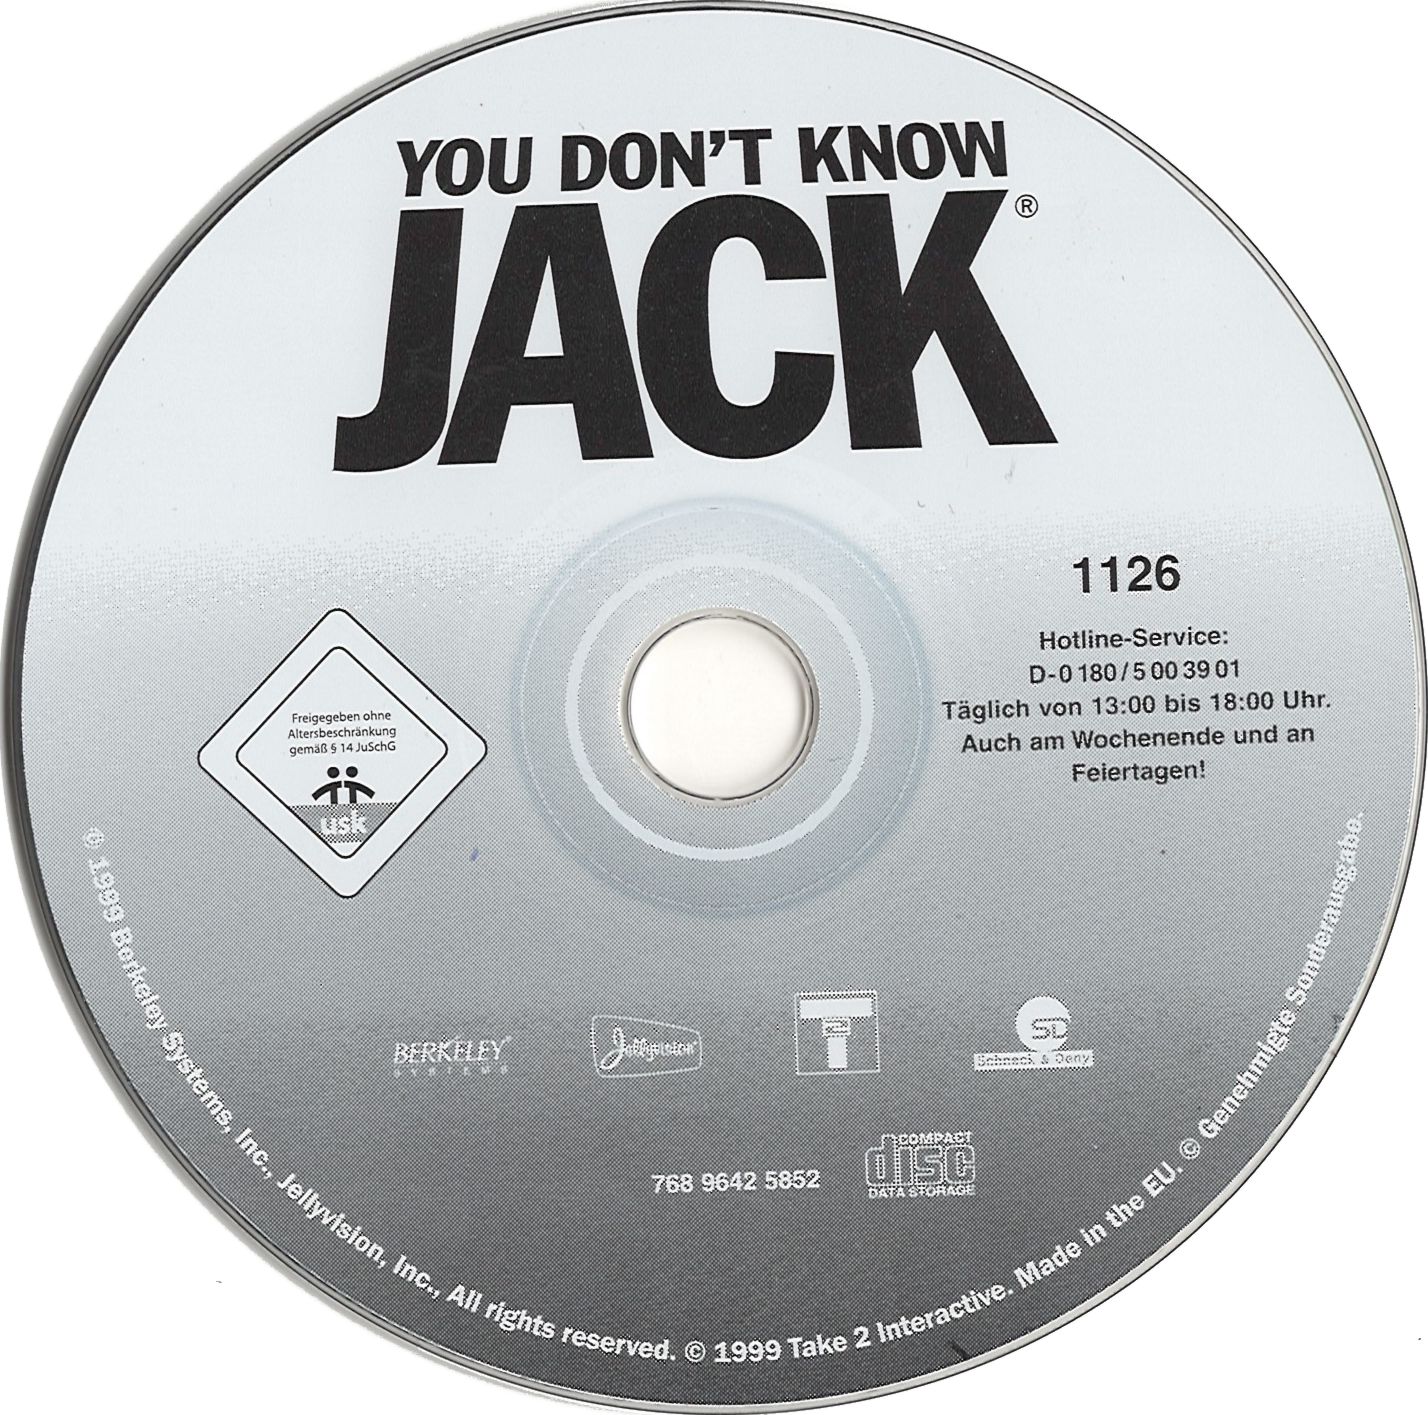 YOU DON'T KNOW
JACK®
1126
Hotline-Service:
D-0 180/5 00 39 01
Täglich von 13:00 bis 18:00 Uhr.
Auch am Wochenende und an
Feiertagen!
Freigegeben ohne
Altersbeschränkung
gemäß § 14 JuSchG
usk
BERKELEY®
SYSTEMS
Jellyvision®
T2
SD
Schneck & Deny
768 9642 5852
COMPACT
disc
DATA STORAGE
© 1999 Berkeley Systems, Inc., Jellyvision, Inc., All rights reserved. © 1999 Take 2 Interactive. Made in the EU. © Genehmigte Sonderausgabe.